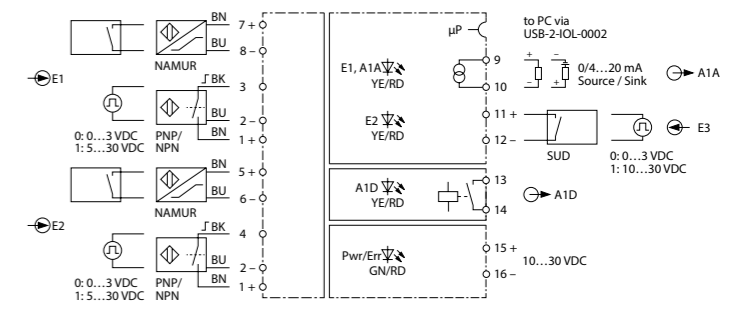 BN 7 +
BU 8 –
NAMUR
E1
BK 3
BU 2 –
BN 1 +
0: 0…3 VDC
1: 5…30 VDC
PNP/
NPN
BN 5 +
BU 6 –
NAMUR
E2
BK 4
BU 2 –
BN 1 +
0: 0…3 VDC
1: 5…30 VDC
PNP/
NPN
µP
to PC via
USB-2-IOL-0002
E1, A1A
YE/RD
9
10
+ –
– +
0/4…20 mA
Source / Sink
A1A
E2
YE/RD
11 +
12 –
SUD
E3
0: 0…3 VDC
1: 10…30 VDC
A1D
YE/RD
13
14
A1D
Pwr/Err
GN/RD
15 +
16 –
10…30 VDC